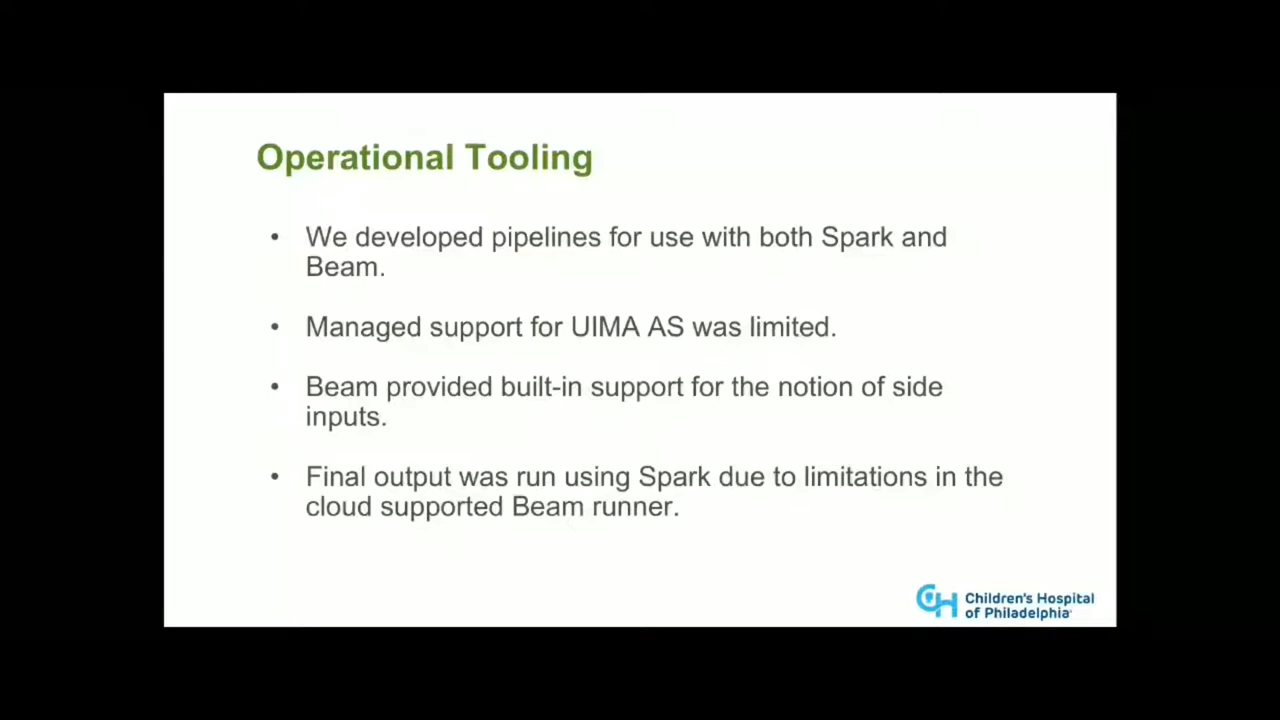 Operational Tooling
• We developed pipelines for use with both Spark and
Beam.
• Managed support for UIMA AS was limited.
• Beam provided built-in support for the notion of side
inputs.
• Final output was run using Spark due to limitations in the
cloud supported Beam runner.
CH Children's Hospital
of Philadelphia